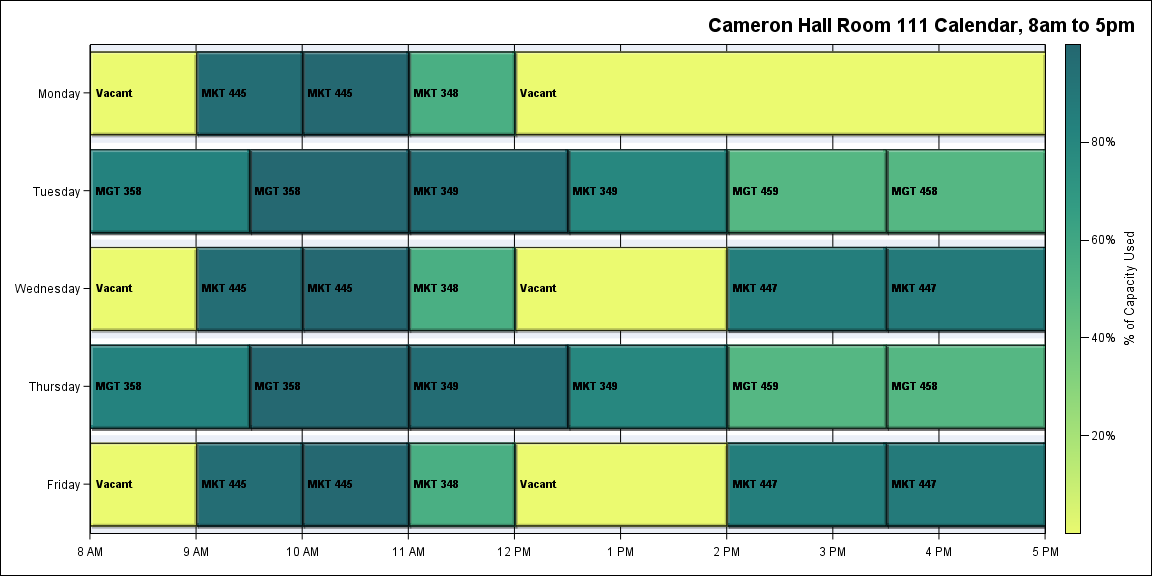 Cameron Hall Room 111 Calendar, 8am to 5pm
Monday
Vacant
MKT 445
MKT 445
MKT 348
Vacant
Tuesday
MGT 358
MGT 358
MKT 349
MKT 349
MGT 459
MGT 458
Wednesday
Vacant
MKT 445
MKT 445
MKT 348
Vacant
MKT 447
MKT 447
Thursday
MGT 358
MGT 358
MKT 349
MKT 349
MGT 459
MGT 458
Friday
Vacant
MKT 445
MKT 445
MKT 348
Vacant
MKT 447
MKT 447
8 AM
9 AM
10 AM
11 AM
12 PM
1 PM
2 PM
3 PM
4 PM
5 PM
80%
60%
40%
20%
% of Capacity Used